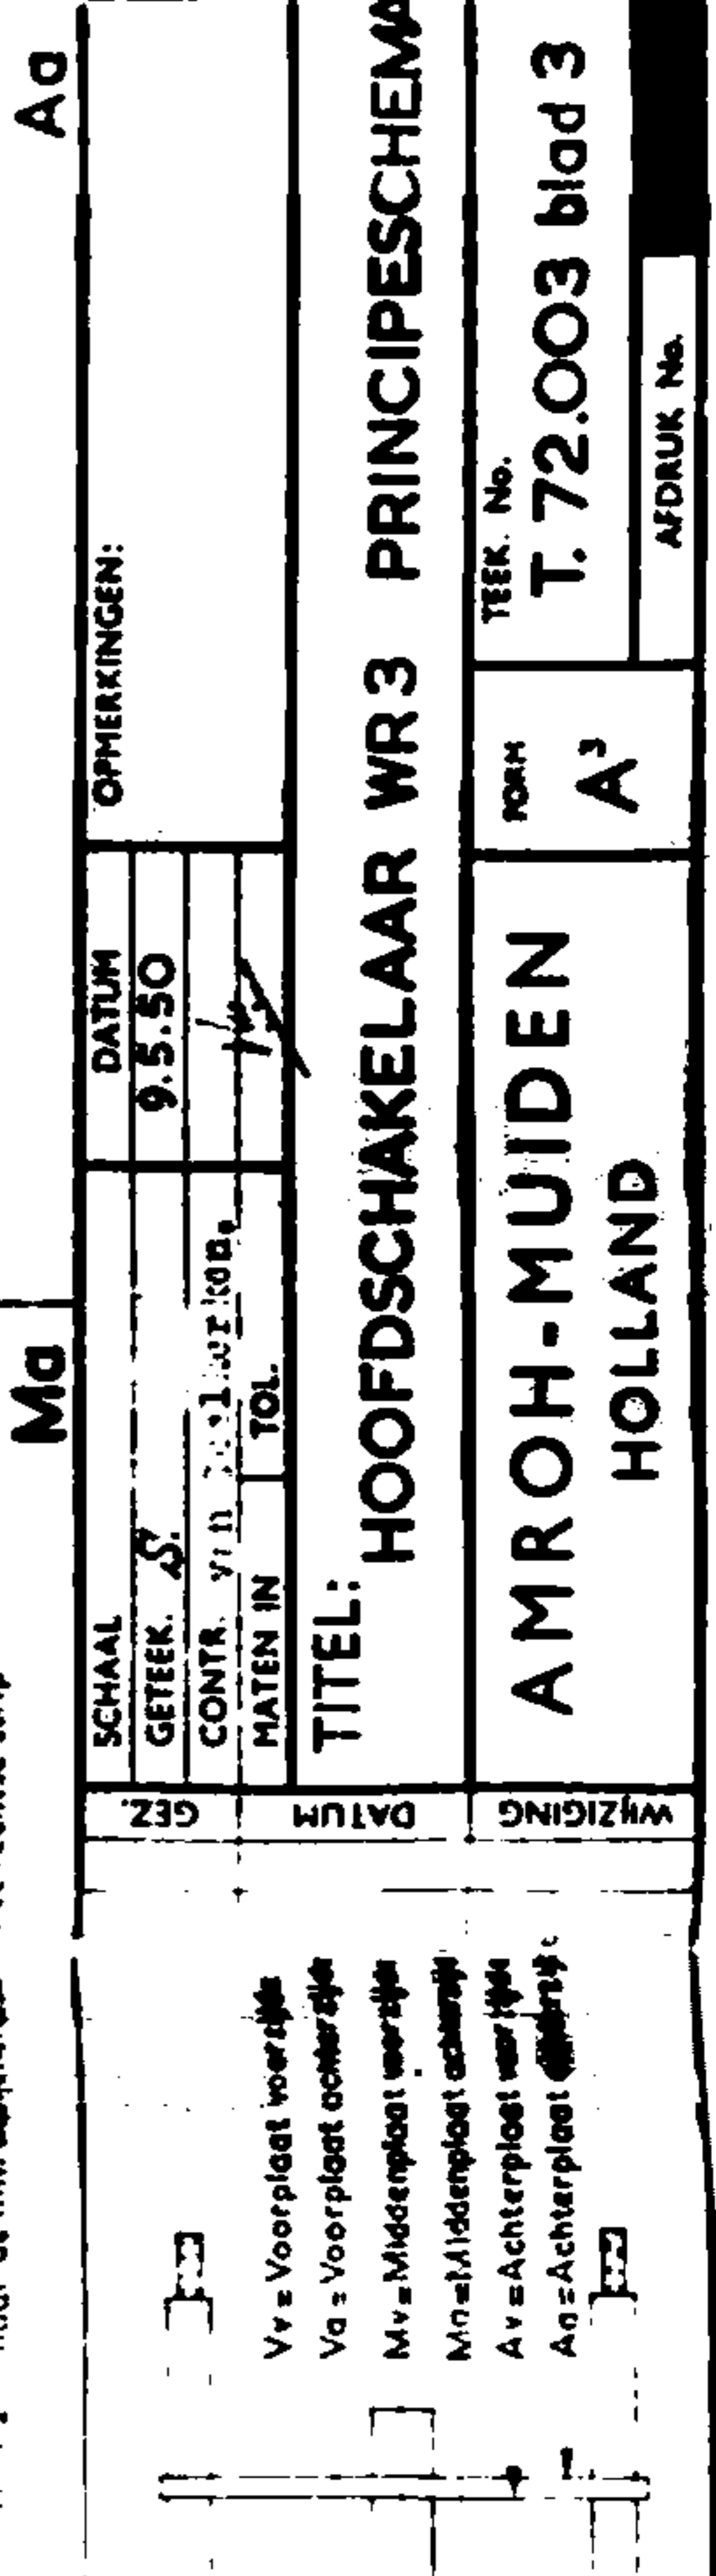 Ma Aa
SCHAAL DATUM OPMERKINGEN:
GETEEK. S. 9.5.50
CONTR.
MATEN IN TOL.
TITEL:
HOOFDSCHAKELAAR WR3 PRINCIPESCHEMA
AMROH-MUIDEN
HOLLAND
FORM
A³
TEEK. No.
T. 72.003 blad 3
AFDRUK No.
GEZ.
DATUM
WIJZIGING
Vv = Voorplaat voorzijde
Va = Voorplaat achterzijde
Mv = Middenplaat voorzijde
Ma = Middenplaat achterzijde
Av = Achterplaat voorzijde
Aa = Achterplaat